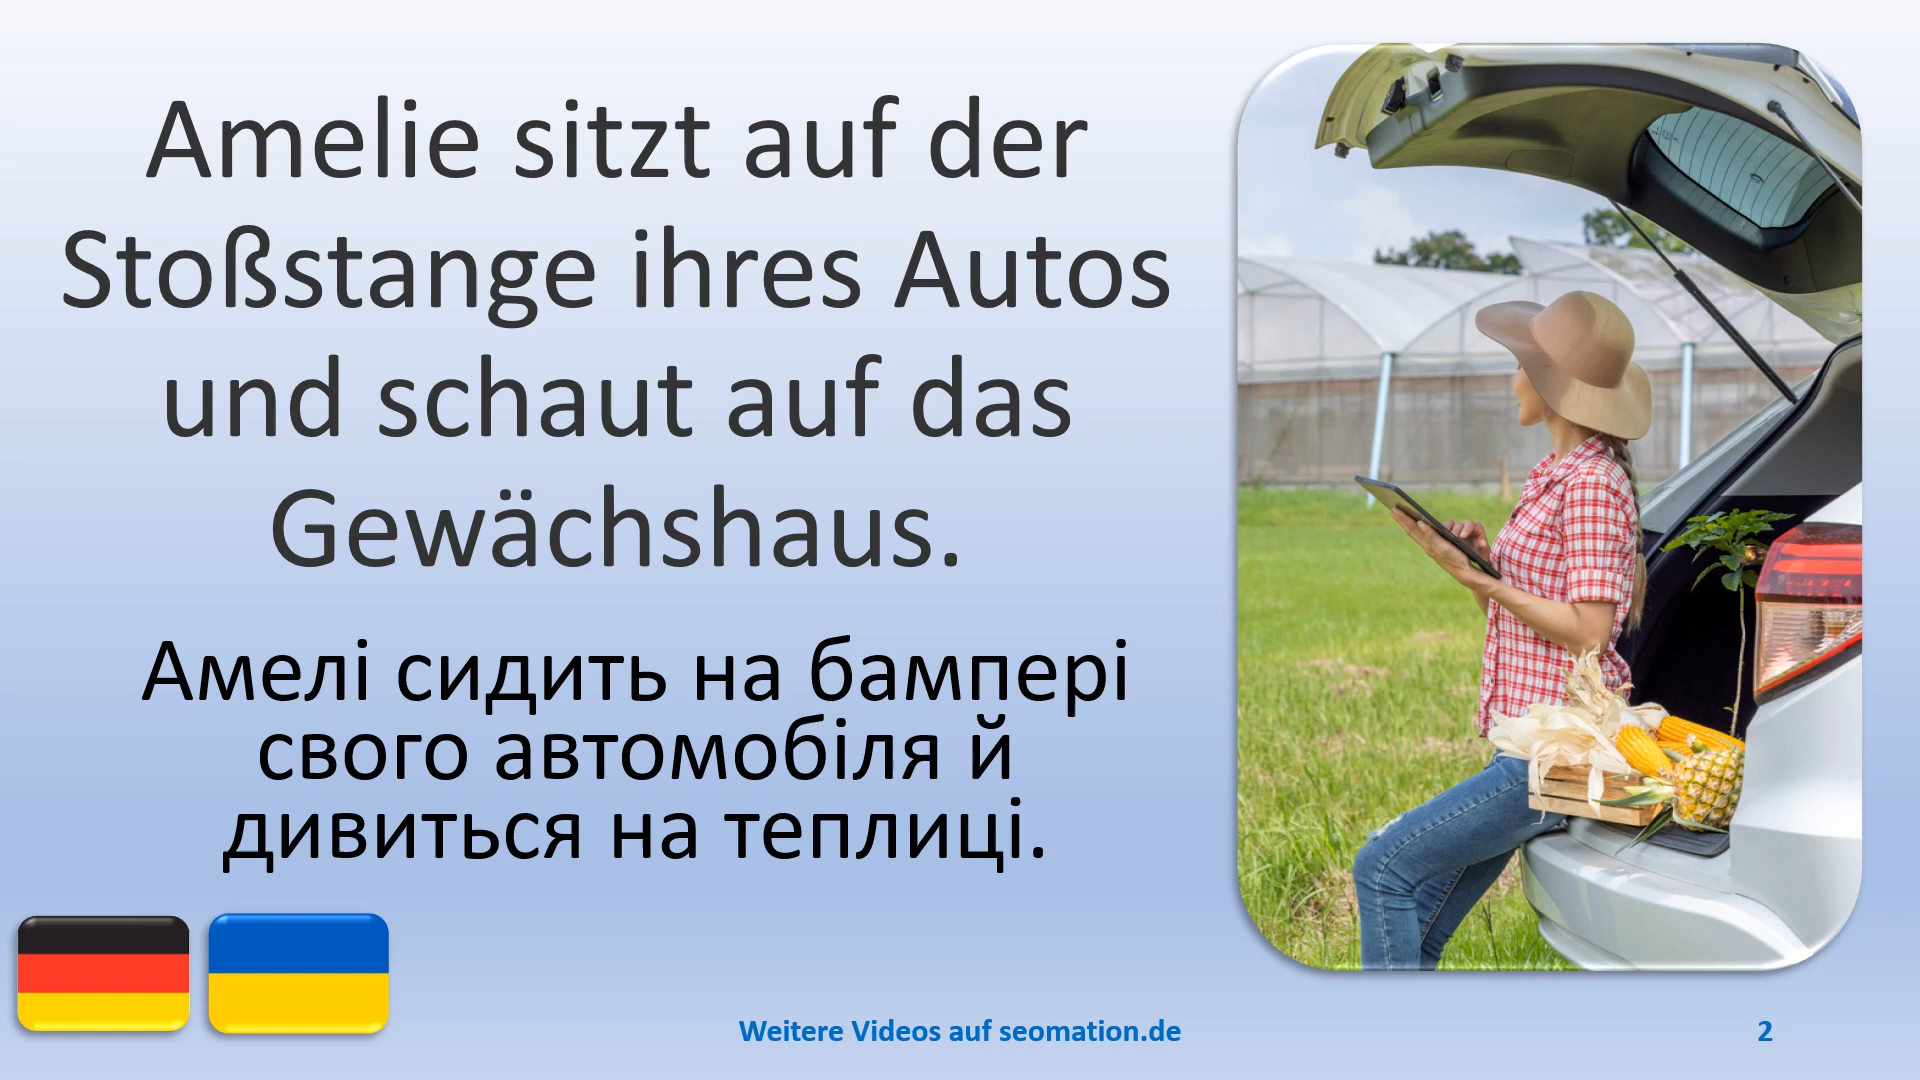 Amelie sitzt auf der
Stoßstange ihres Autos
und schaut auf das
Gewächshaus.
Амелі сидить на бампері
свого автомобіля й
дивиться на теплиці.
Weitere Videos auf seomation.de
2